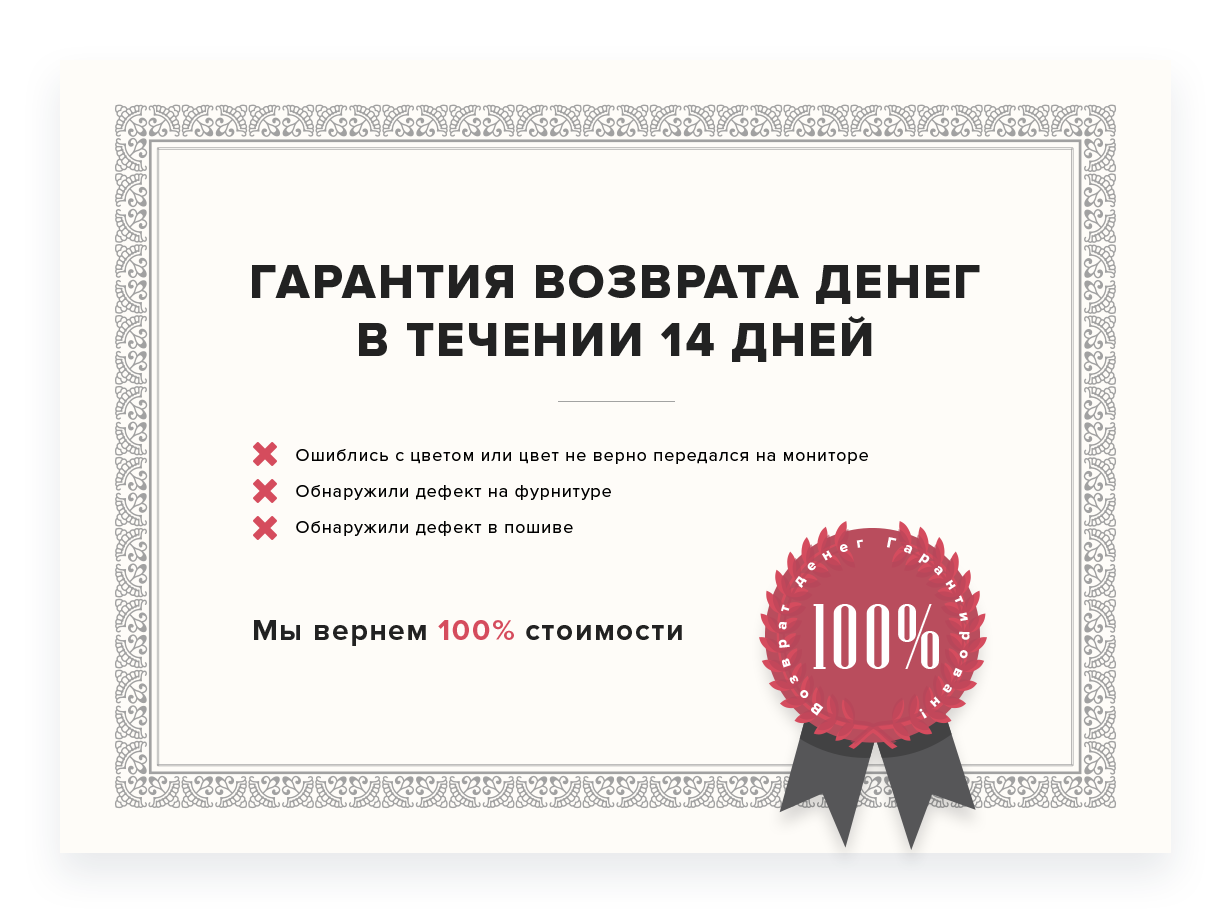 ГАРАНТИЯ ВОЗВРАТА ДЕНЕГ
В ТЕЧЕНИИ 14 ДНЕЙ
Ошиблись с цветом или цвет не верно передался на мониторе
Обнаружили дефект на фурнитуре
Обнаружили дефект в пошиве
Мы вернем 100% стоимости
Возврат денег Гарантирован!
100%